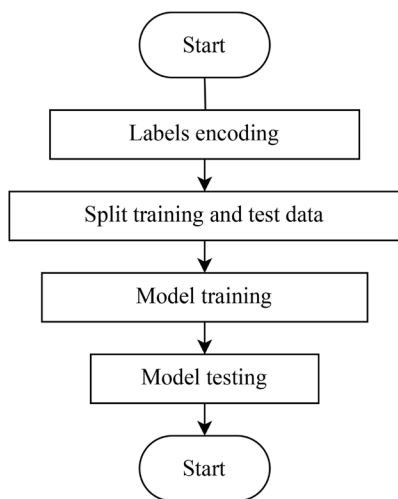 Start
Labels encoding
Split training and test data
Model training
Model testing
Start